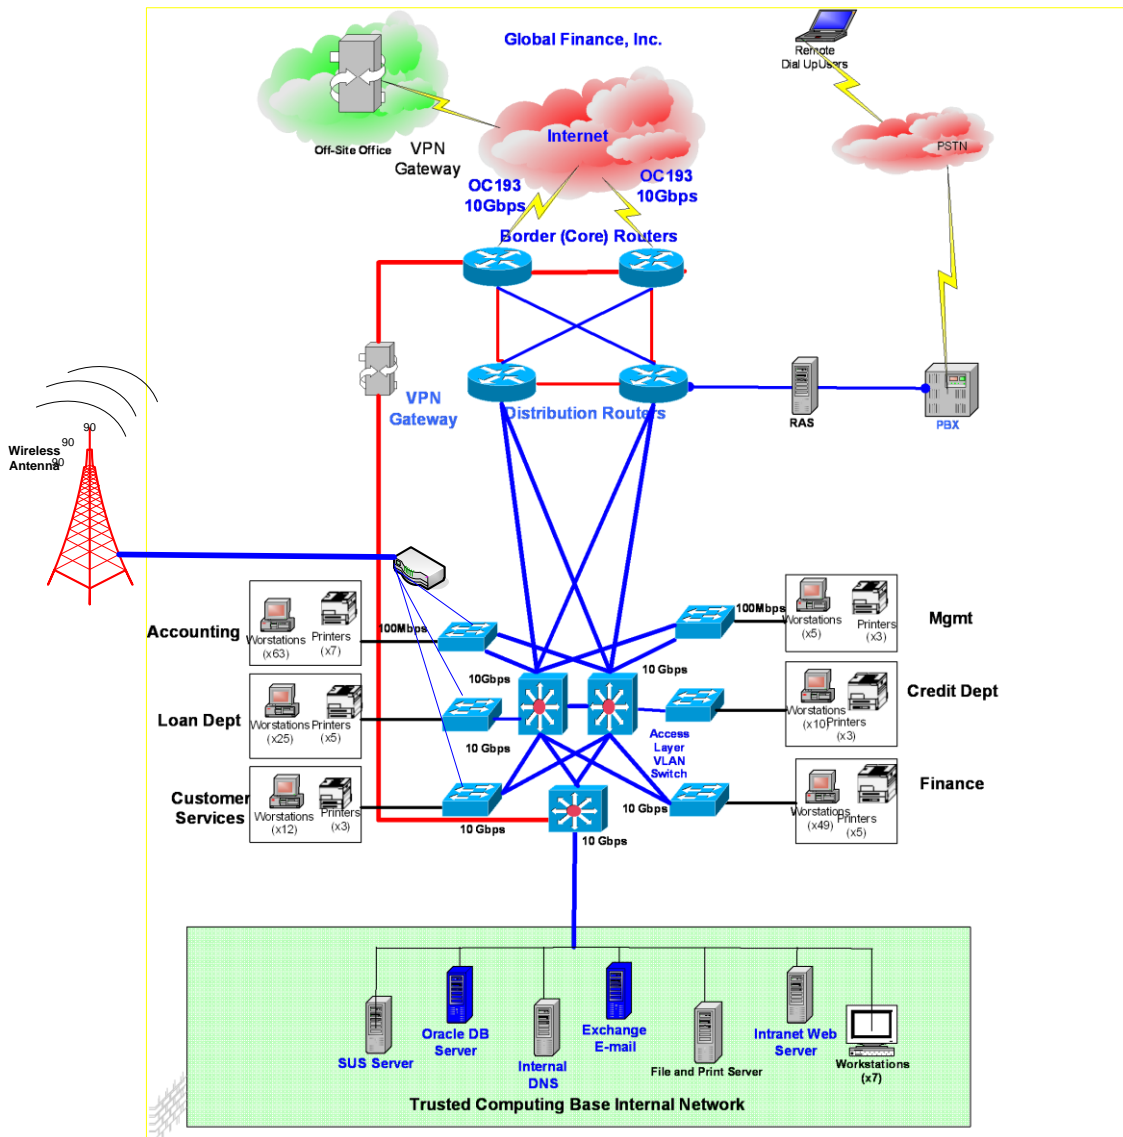 Global Finance, Inc.
Remote
Dial UpUsers
Internet
PSTN
Off-Site Office
VPN
Gateway
OC193
10Gbps
OC193
10Gbps
Border (Core) Routers
VPN
Gateway
Distribution Routers
RAS
PBX
90
90
90
Wireless
Antenna
Accounting
Worstations
(x63)
Printers
(x7)
100Mbps
100Mbps
Worstations
(x5)
Printers
(x3)
Mgmt
10Gbps
10 Gbps
Loan Dept
Worstations
(x25)
Printers
(x5)
10 Gbps
Access
Layer
VLAN
Switch
Worstations
(x10)
Printers
(x3)
Credit Dept
Customer
Services
Worstations
(x12)
Printers
(x3)
10 Gbps
10 Gbps
10 Gbps
Worstations
(x49)
Printers
(x5)
Finance
SUS Server
Oracle DB
Server
Internal
DNS
Exchange
E-mail
File and Print Server
Intranet Web
Server
Workstations
(x7)
Trusted Computing Base Internal Network